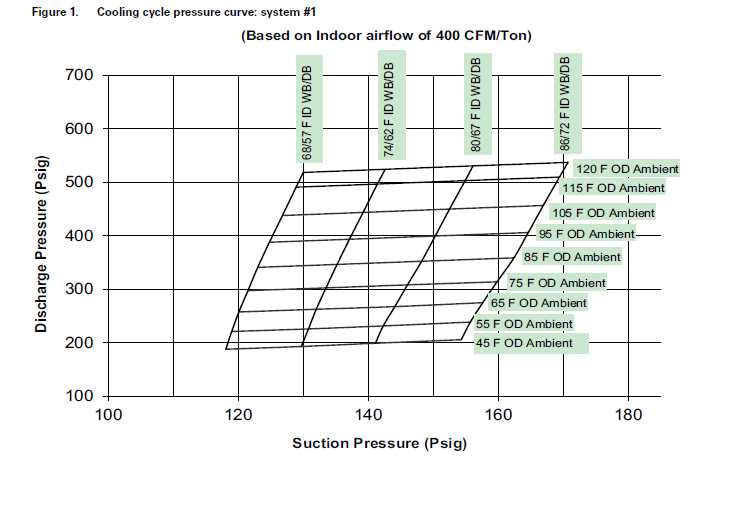 Figure 1. Cooling cycle pressure curve: system #1
(Based on Indoor airflow of 400 CFM/Ton)
68/57 F ID WB/DB
74/62 F ID WB/DB
80/67 F ID WB/DB
86/72 F ID WB/DB
Discharge Pressure (Psig)
700
600
500
400
300
200
100
120 F OD Ambient
115 F OD Ambient
105 F OD Ambient
95 F OD Ambient
85 F OD Ambient
75 F OD Ambient
65 F OD Ambient
55 F OD Ambient
45 F OD Ambient
100 120 140 160 180
Suction Pressure (Psig)